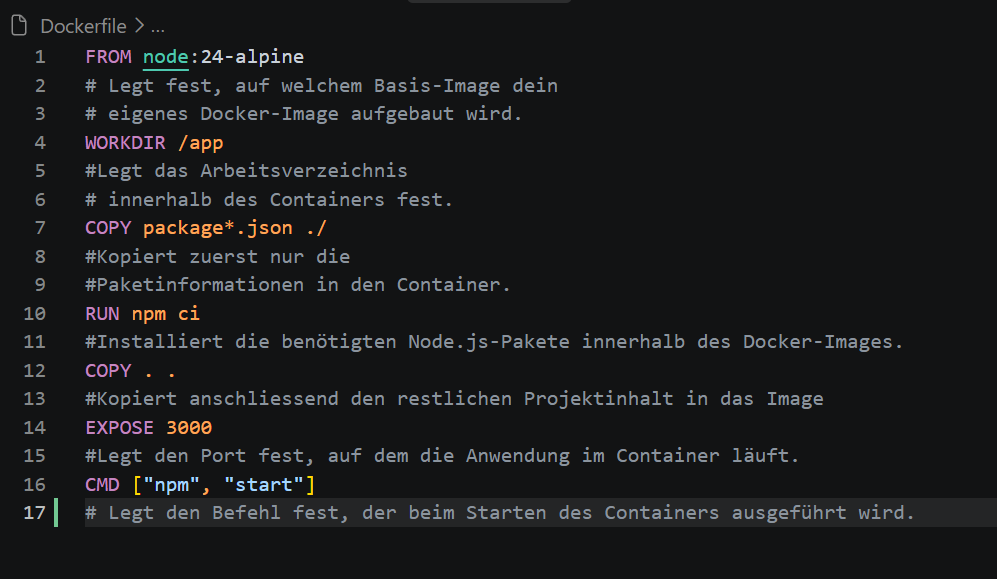 Dockerfile > ...
1 FROM node:24-alpine
2 # Legt fest, auf welchem Basis-Image dein
3 # eigenes Docker-Image aufgebaut wird.
4 WORKDIR /app
5 #Legt das Arbeitsverzeichnis
6 # innerhalb des Containers fest.
7 COPY package*.json ./
8 #Kopiert zuerst nur die
9 #Paketinformationen in den Container.
10 RUN npm ci
11 #Installiert die benötigten Node.js-Pakete innerhalb des Docker-Images.
12 COPY . .
13 #Kopiert anschliessend den restlichen Projektinhalt in das Image
14 EXPOSE 3000
15 #Legt den Port fest, auf dem die Anwendung im Container läuft.
16 CMD ["npm", "start"]
17 # Legt den Befehl fest, der beim Starten des Containers ausgeführt wird.